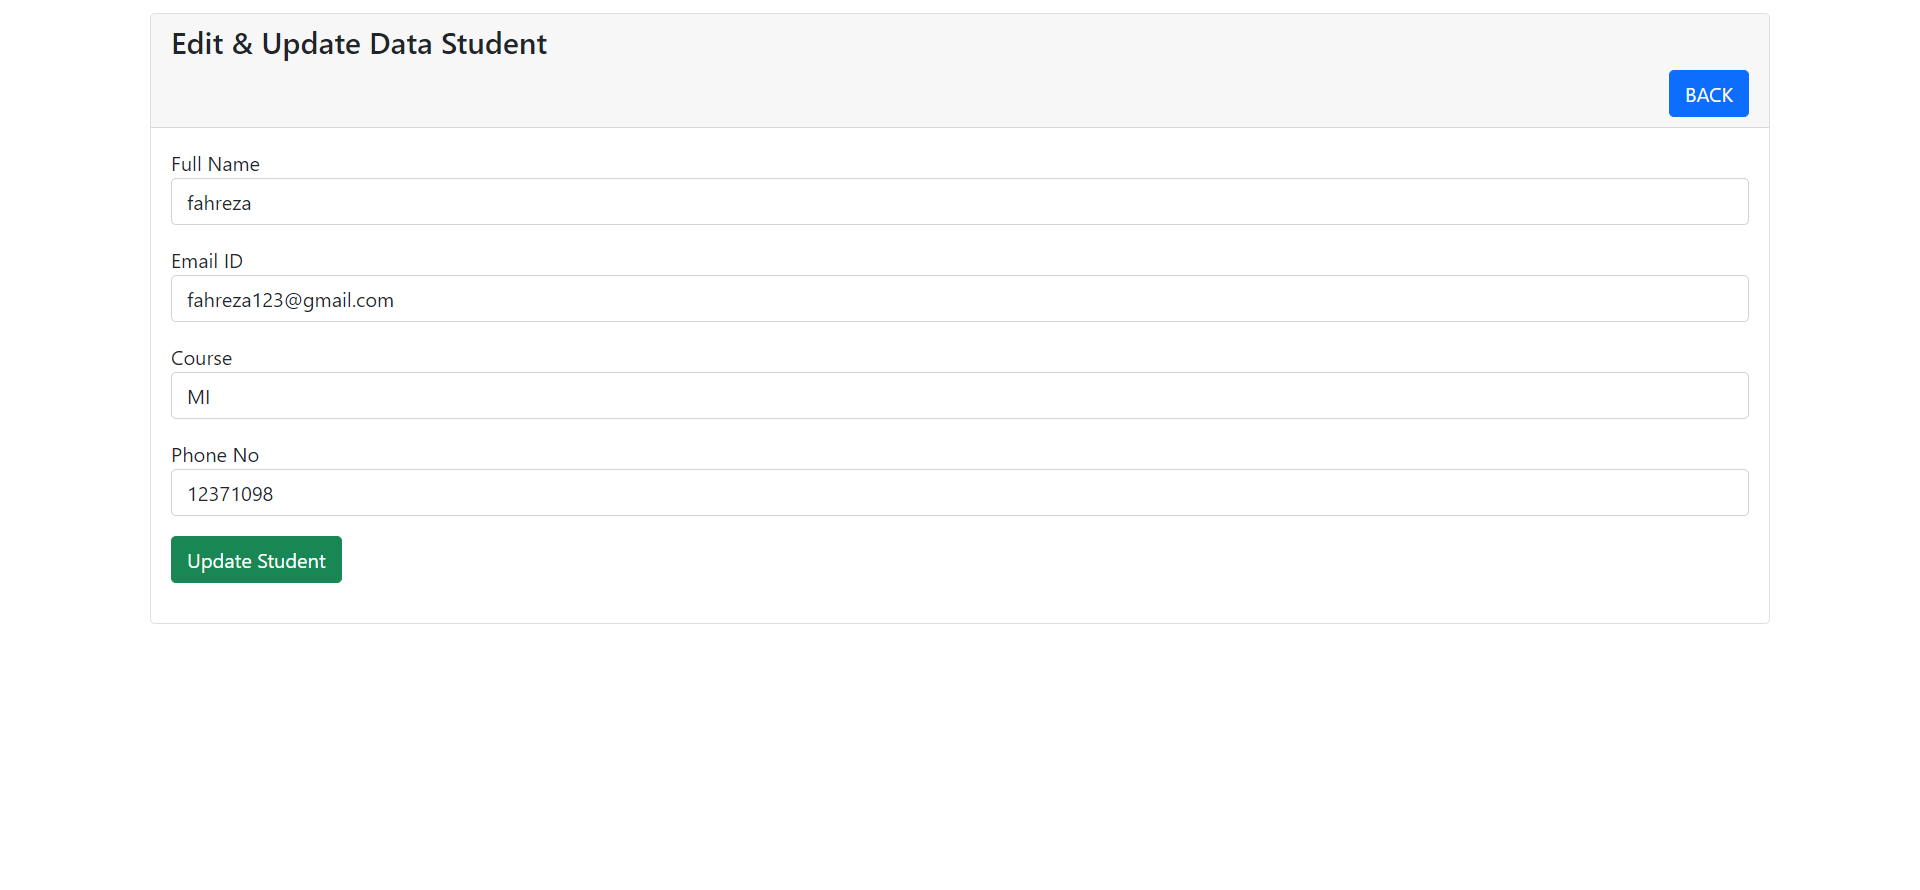 Edit & Update Data Student
BACK
Full Name
fahreza
Email ID
fahreza123@gmail.com
Course
MI
Phone No
12371098
Update Student